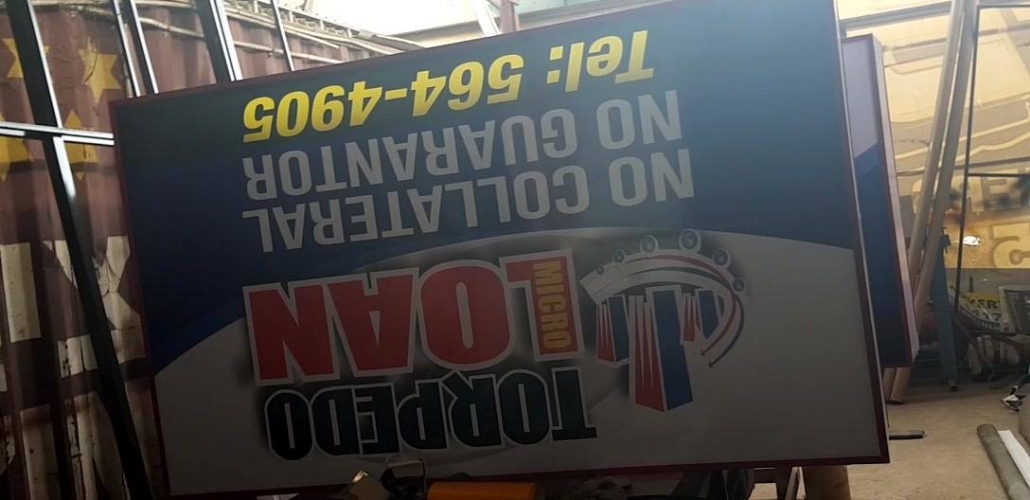 TORPEDO
MICRO
LOAN
NO COLLATERAL
NO GUARANTOR
Tel: 564-4905